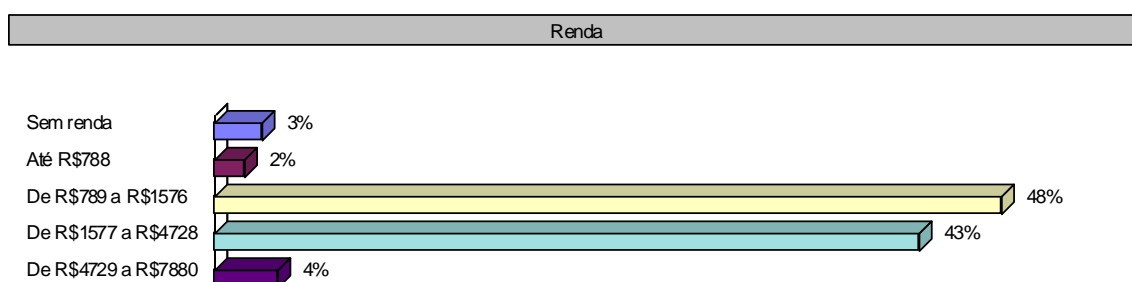 Renda
Sem renda 3%
Até R$788 2%
De R$789 a R$1576 48%
De R$1577 a R$4728 43%
De R$4729 a R$7880 4%